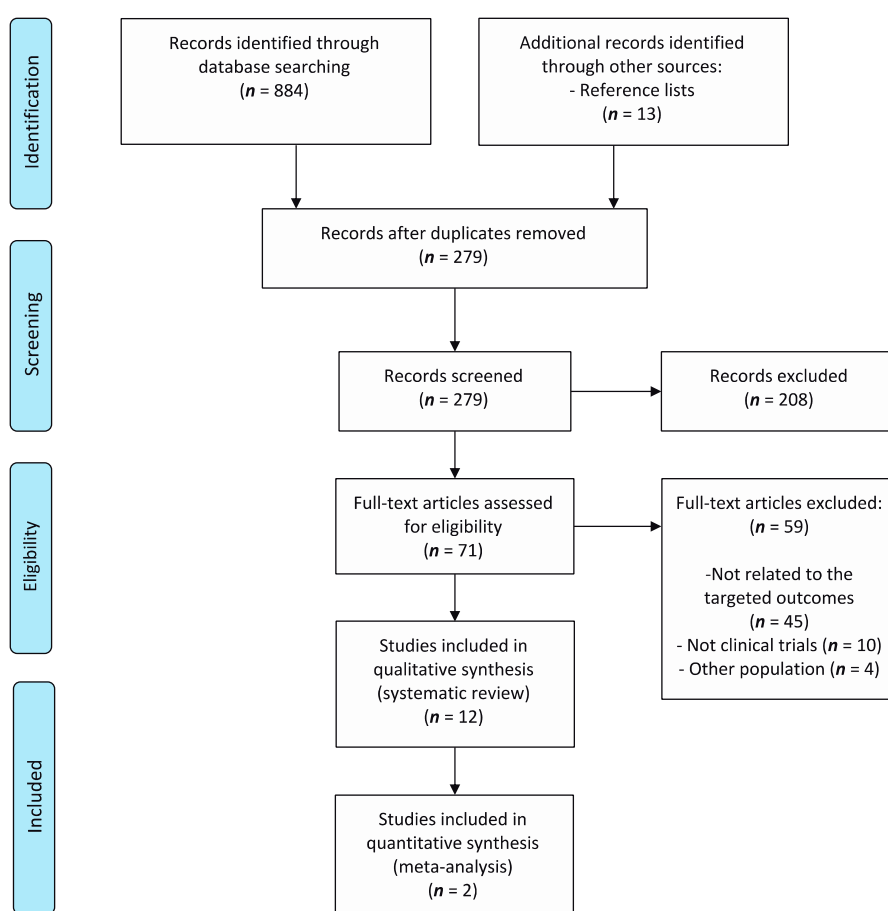 Identification
Records identified through
database searching
(n = 884)
Additional records identified
through other sources:
- Reference lists
(n = 13)
Records after duplicates removed
(n = 279)
Screening
Records screened
(n = 279)
Records excluded
(n = 208)
Eligibility
Full-text articles assessed
for eligibility
(n = 71)
Full-text articles excluded:
(n = 59)
-Not related to the
targeted outcomes
(n = 45)
- Not clinical trials (n = 10)
- Other population (n = 4)
Studies included in
qualitative synthesis
(systematic review)
(n = 12)
Included
Studies included in
quantitative synthesis
(meta-analysis)
(n = 2)